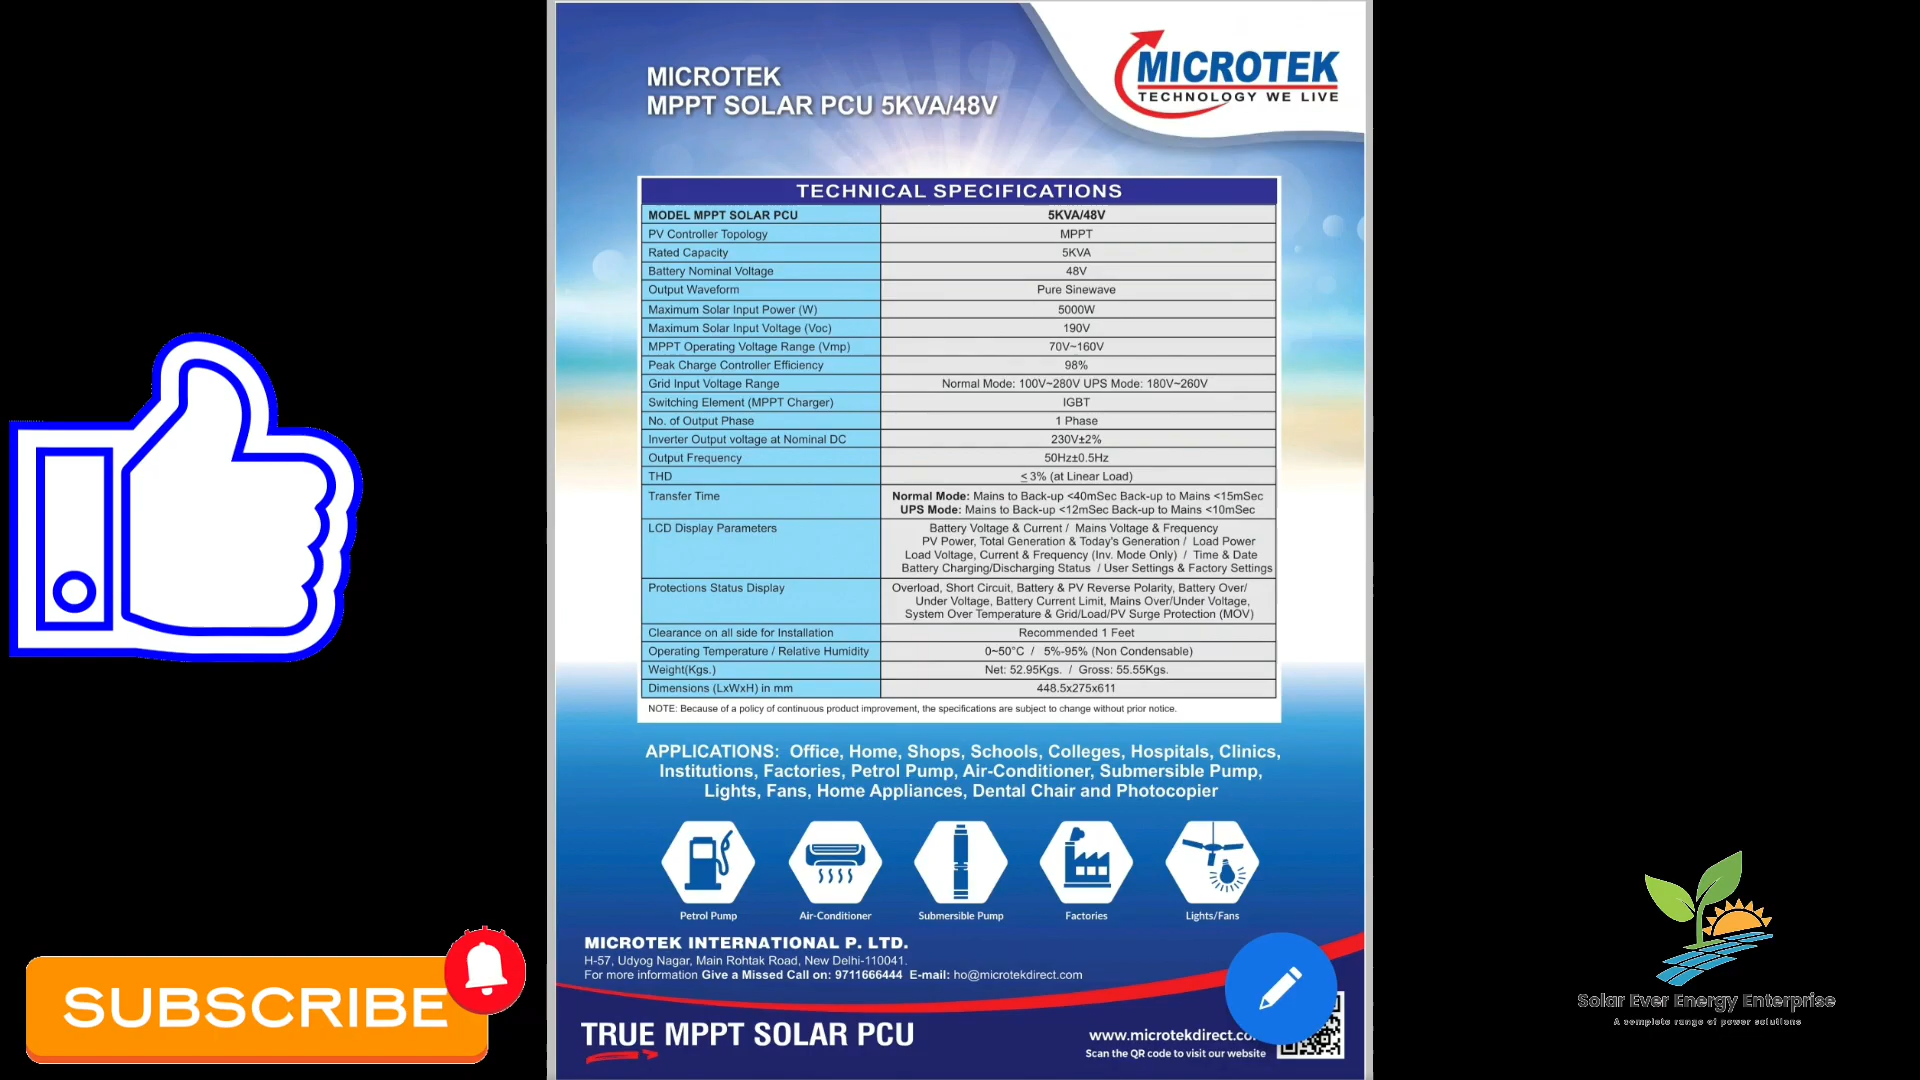 MICROTEK
MPPT SOLAR PCU 5KVA/48V
MICROTEK
TECHNOLOGY WE LIVE
TECHNICAL SPECIFICATIONS
MODEL MPPT SOLAR PCU 5KVA/48V
PV Controller Topology MPPT
Rated Capacity 5KVA
Battery Nominal Voltage 48V
Output Waveform Pure Sinewave
Maximum Solar Input Power (W) 5000W
Maximum Solar Input Voltage (Voc) 190V
MPPT Operating Voltage Range (Vmp) 70V~160V
Peak Charge Controller Efficiency 98%
Grid Input Voltage Range Normal Mode: 100V~280V UPS Mode: 180V~260V
Switching Element (MPPT Charger) IGBT
No. of Output Phase 1 Phase
Inverter Output voltage at Nominal DC 230V±2%
Output Frequency 50Hz±0.5Hz
THD ≤ 3% (at Linear Load)
Transfer Time Normal Mode: Mains to Back-up <40mSec Back-up to Mains <15mSec
UPS Mode: Mains to Back-up <12mSec Back-up to Mains <10mSec
LCD Display Parameters Battery Voltage & Current / Mains Voltage & Frequency
PV Power, Total Generation & Today's Generation / Load Power
Load Voltage, Current & Frequency (Inv. Mode Only) / Time & Date
Battery Charging/Discharging Status / User Settings & Factory Settings
Protections Status Display Overload, Short Circuit, Battery & PV Reverse Polarity, Battery Over/
Under Voltage, Battery Current Limit, Mains Over/Under Voltage,
System Over Temperature & Grid/Load/PV Surge Protection (MOV)
Clearance on all side for Installation Recommended 1 Feet
Operating Temperature / Relative Humidity 0~50°C / 5%-95% (Non Condensable)
Weight(Kgs.) Net: 52.95Kgs. / Gross: 55.55Kgs.
Dimensions (LxWxH) in mm 448.5x275x611
NOTE: Because of a policy of continuous product improvement, the specifications are subject to change without prior notice.
APPLICATIONS: Office, Home, Shops, Schools, Colleges, Hospitals, Clinics,
Institutions, Factories, Petrol Pump, Air-Conditioner, Submersible Pump,
Lights, Fans, Home Appliances, Dental Chair and Photocopier
Petrol Pump Air-Conditioner Submersible Pump Factories Lights/Fans
MICROTEK INTERNATIONAL P. LTD.
H-57, Udyog Nagar, Main Rohtak Road, New Delhi-110041.
For more information Give a Missed Call on: 9711666444 E-mail: ho@microtekdirect.com
TRUE MPPT SOLAR PCU
www.microtekdirect.co
Scan the QR code to visit our website
SUBSCRIBE
Solar Ever Energy Enterprise
A complete range of power solutions